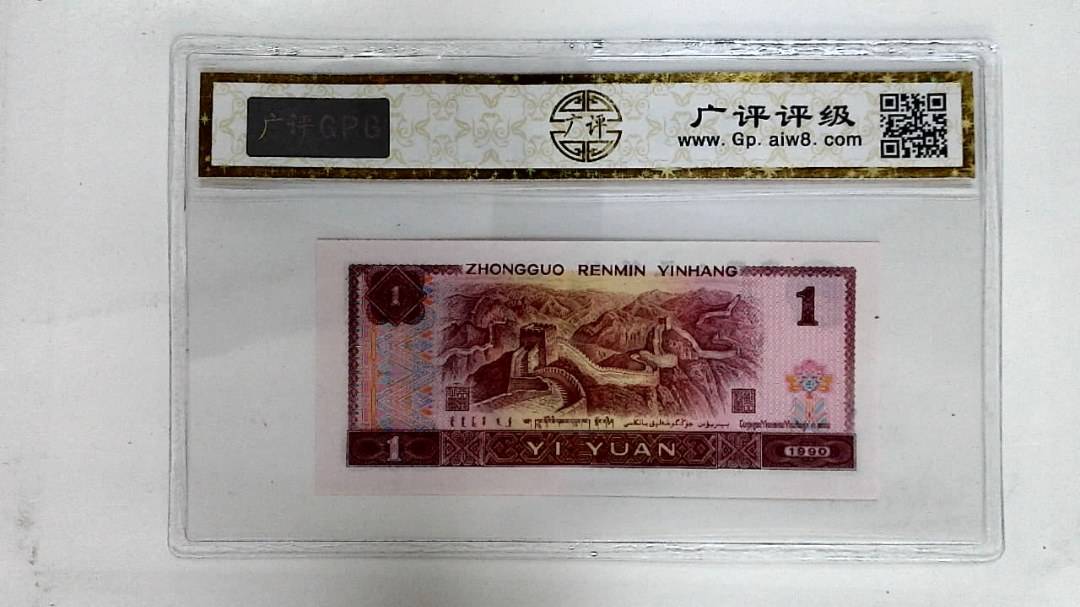 广评GPG
广评
广评评级
www. Gp. aiw8. com
ZHONGGUO RENMIN YINHANG
1
1
1
YI YUAN
1990